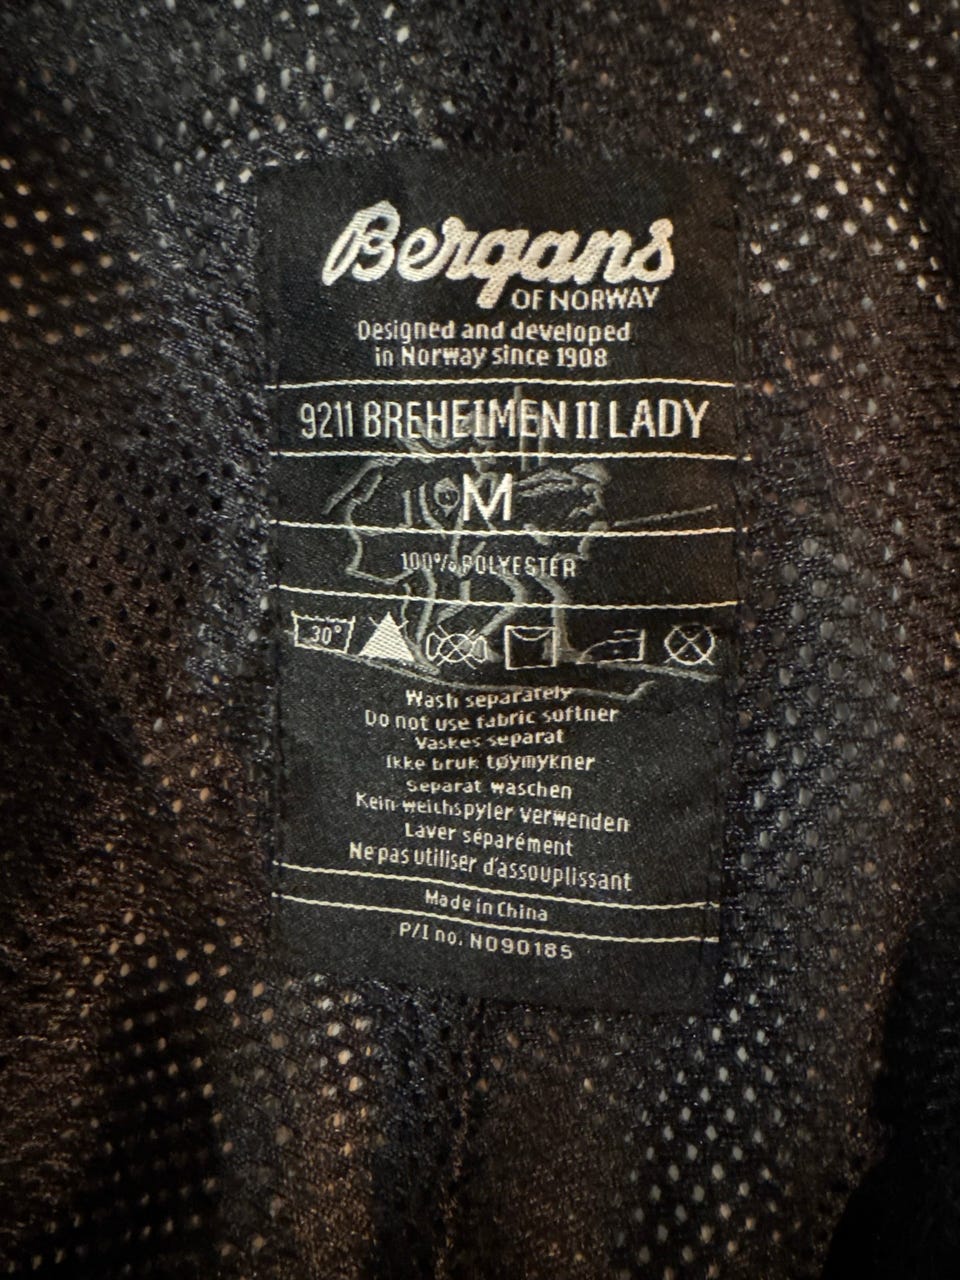 Bergans
OF NORWAY
Designed and developed
in Norway since 1908
9211 BREHEIMEN II LADY
M
100% POLYESTER
30°
Wash separately
Do not use fabric softner
Vaskes separat
Ikke bruk tøymykner
Separat waschen
Kein weichspyler verwenden
Laver séparément
Ne pas utiliser d'assouplissant
Made in China
P/I no. NO90185